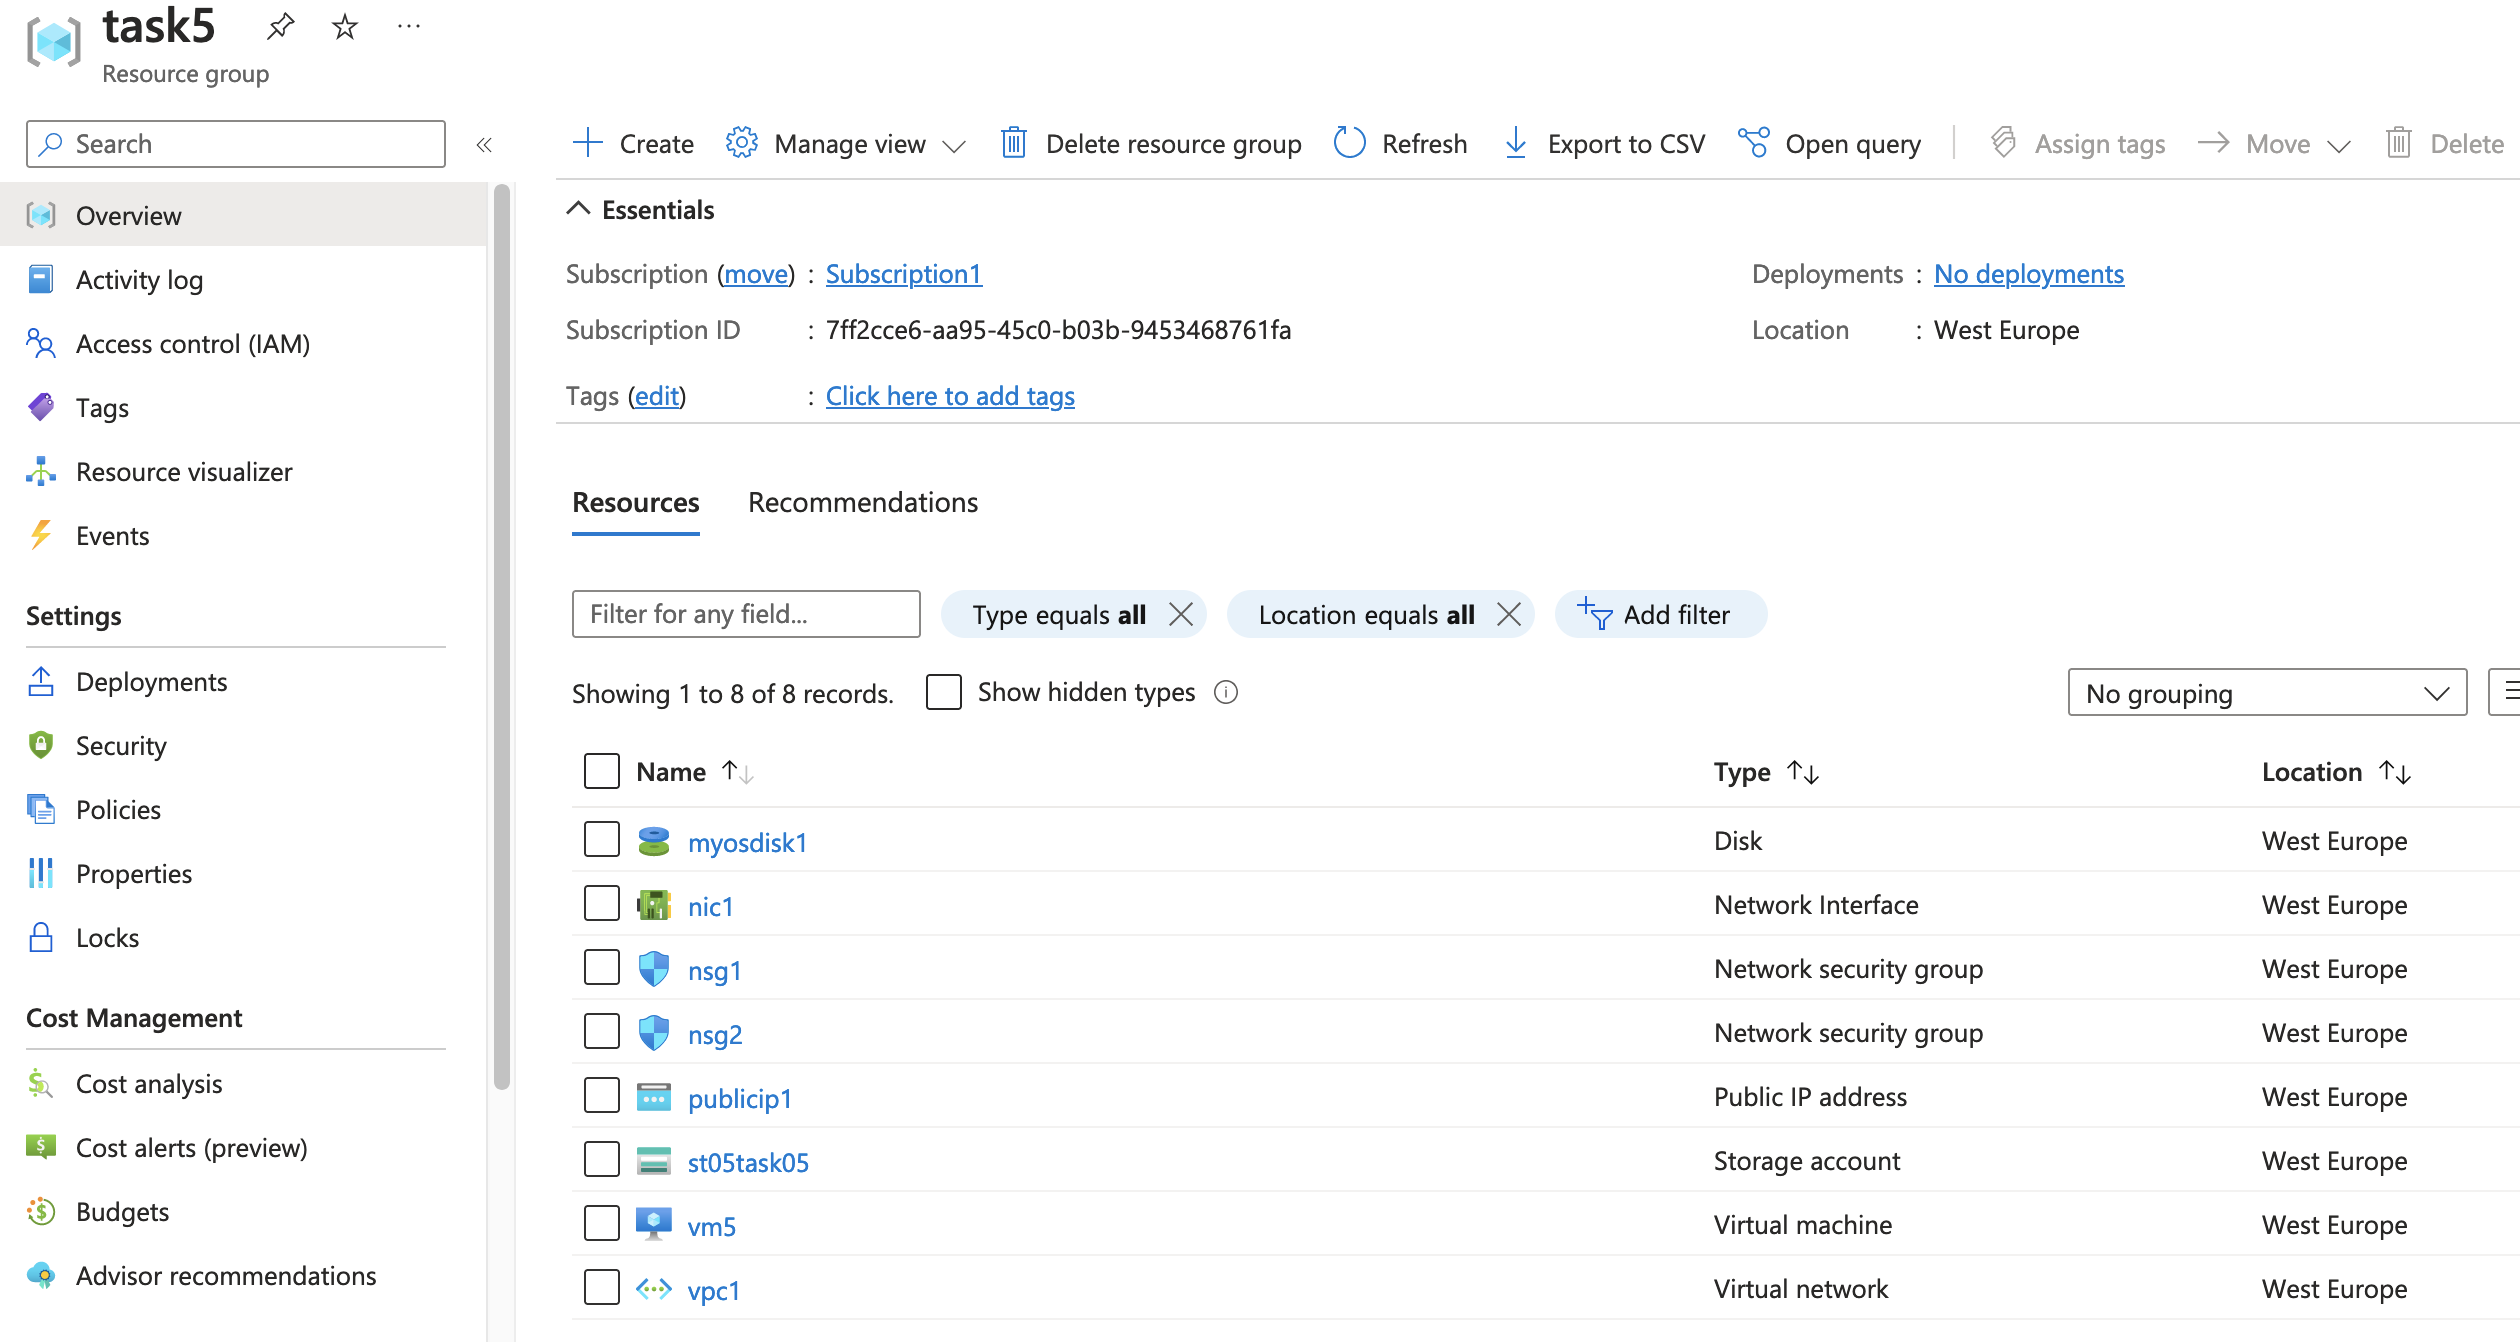 task5
Resource group
Search
Create
Manage view
Delete resource group
Refresh
Export to CSV
Open query
Assign tags
Move
Delete
Overview
Activity log
Access control (IAM)
Tags
Resource visualizer
Events
Settings
Deployments
Security
Policies
Properties
Locks
Cost Management
Cost analysis
Cost alerts (preview)
Budgets
Advisor recommendations
Essentials
Subscription (move) : Subscription1
Subscription ID : 7ff2cce6-aa95-45c0-b03b-9453468761fa
Tags (edit) : Click here to add tags
Deployments : No deployments
Location : West Europe
Resources Recommendations
Filter for any field... Type equals all Location equals all Add filter
Showing 1 to 8 of 8 records. Show hidden types No grouping
Name Type Location
myosdisk1 Disk West Europe
nic1 Network Interface West Europe
nsg1 Network security group West Europe
nsg2 Network security group West Europe
publicip1 Public IP address West Europe
st05task05 Storage account West Europe
vm5 Virtual machine West Europe
vpc1 Virtual network West Europe